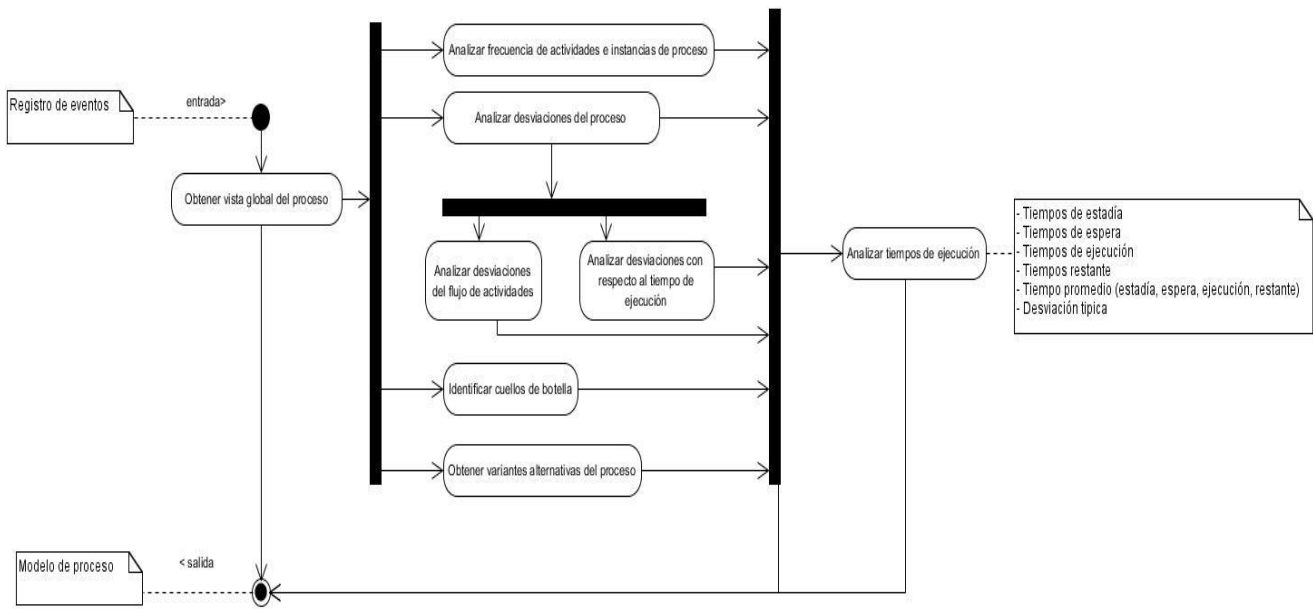 Registro de eventos
entrada>
Obtener vista global del proceso
Analizar frecuencia de actividades e instancias de proceso
Analizar desviaciones del proceso
Analizar desviaciones
del flujo de actividades
Analizar desviaciones con
respecto al tiempo de
ejecución
Identificar cuellos de botella
Obtener variantes alternativas del proceso
Analizar tiempos de ejecución
- Tiempos de estadía
- Tiempos de espera
- Tiempos de ejecución
- Tiempos restante
- Tiempo promedio (estadía, espera, ejecución, restante)
- Desviación tipica
Modelo de proceso
< salida